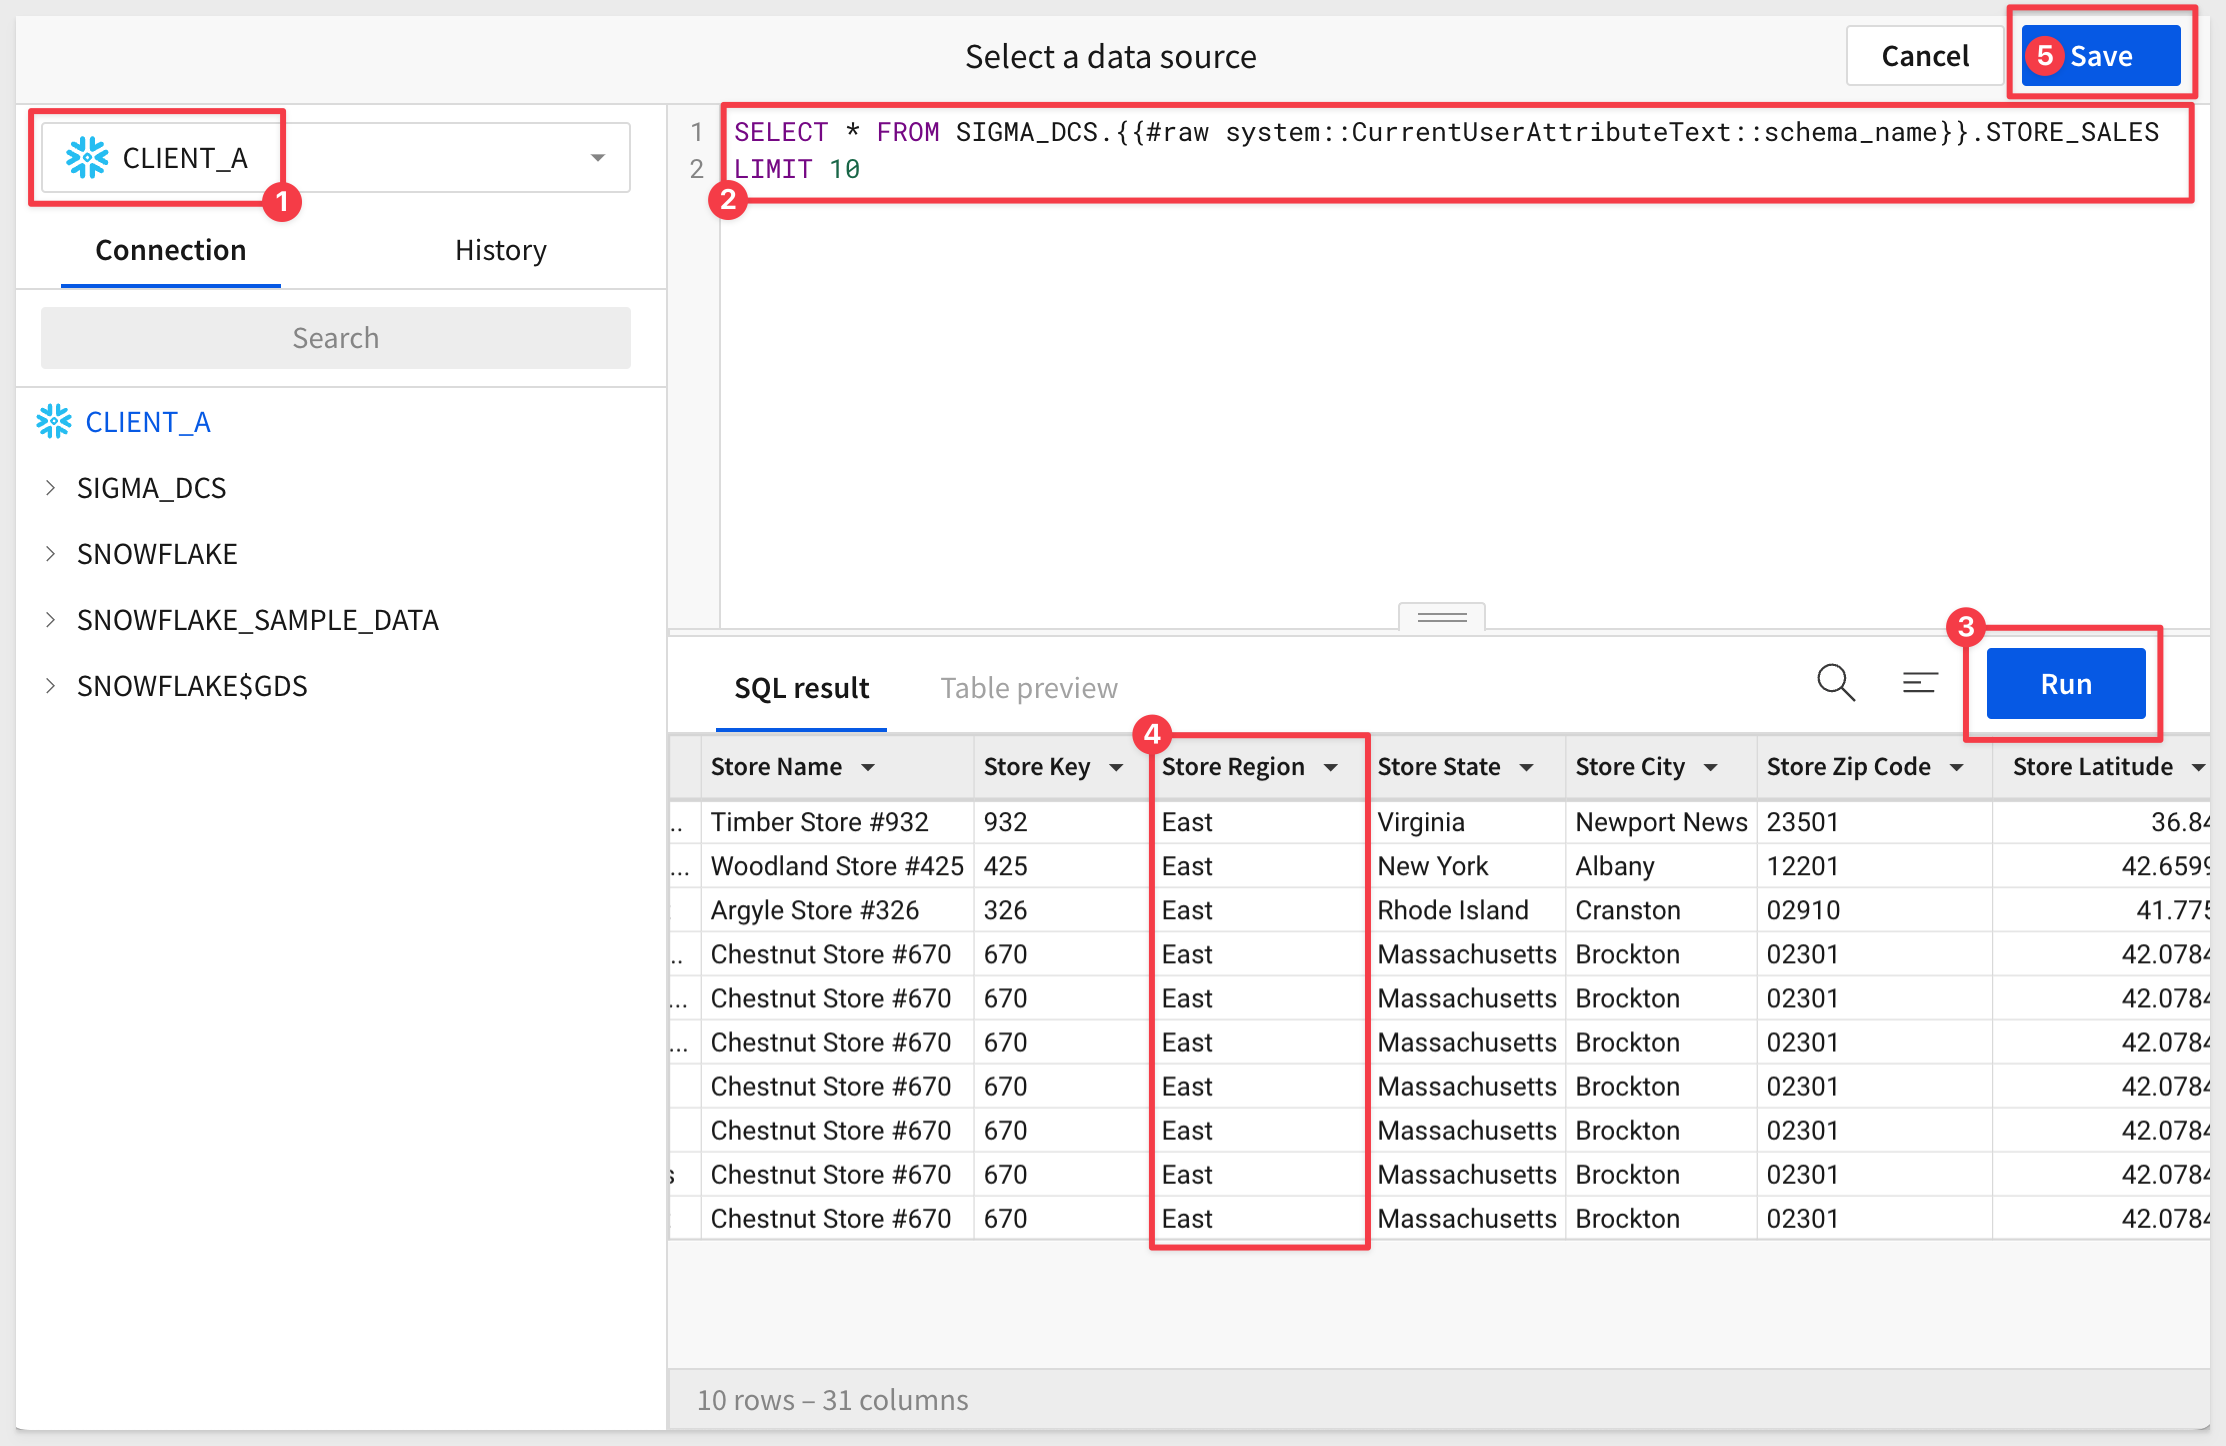 Select a data source
Cancel
5 Save
CLIENT_A
1
Connection
History
Search
CLIENT_A
SIGMA_DCS
SNOWFLAKE
SNOWFLAKE_SAMPLE_DATA
SNOWFLAKE$GDS
1 SELECT * FROM SIGMA_DCS.{{#raw system::CurrentUserAttributeText::schema_name}}.STORE_SALES
2 LIMIT 10
2
3
SQL result
Table preview
Run
4
Store Name Store Key Store Region Store State Store City Store Zip Code Store Latitude
.. Timber Store #932 932 East Virginia Newport News 23501 36.84
... Woodland Store #425 425 East New York Albany 12201 42.6599
Argyle Store #326 326 East Rhode Island Cranston 02910 41.775
.. Chestnut Store #670 670 East Massachusetts Brockton 02301 42.0784
... Chestnut Store #670 670 East Massachusetts Brockton 02301 42.0784
... Chestnut Store #670 670 East Massachusetts Brockton 02301 42.0784
Chestnut Store #670 670 East Massachusetts Brockton 02301 42.0784
Chestnut Store #670 670 East Massachusetts Brockton 02301 42.0784
s Chestnut Store #670 670 East Massachusetts Brockton 02301 42.0784
Chestnut Store #670 670 East Massachusetts Brockton 02301 42.0784
10 rows – 31 columns